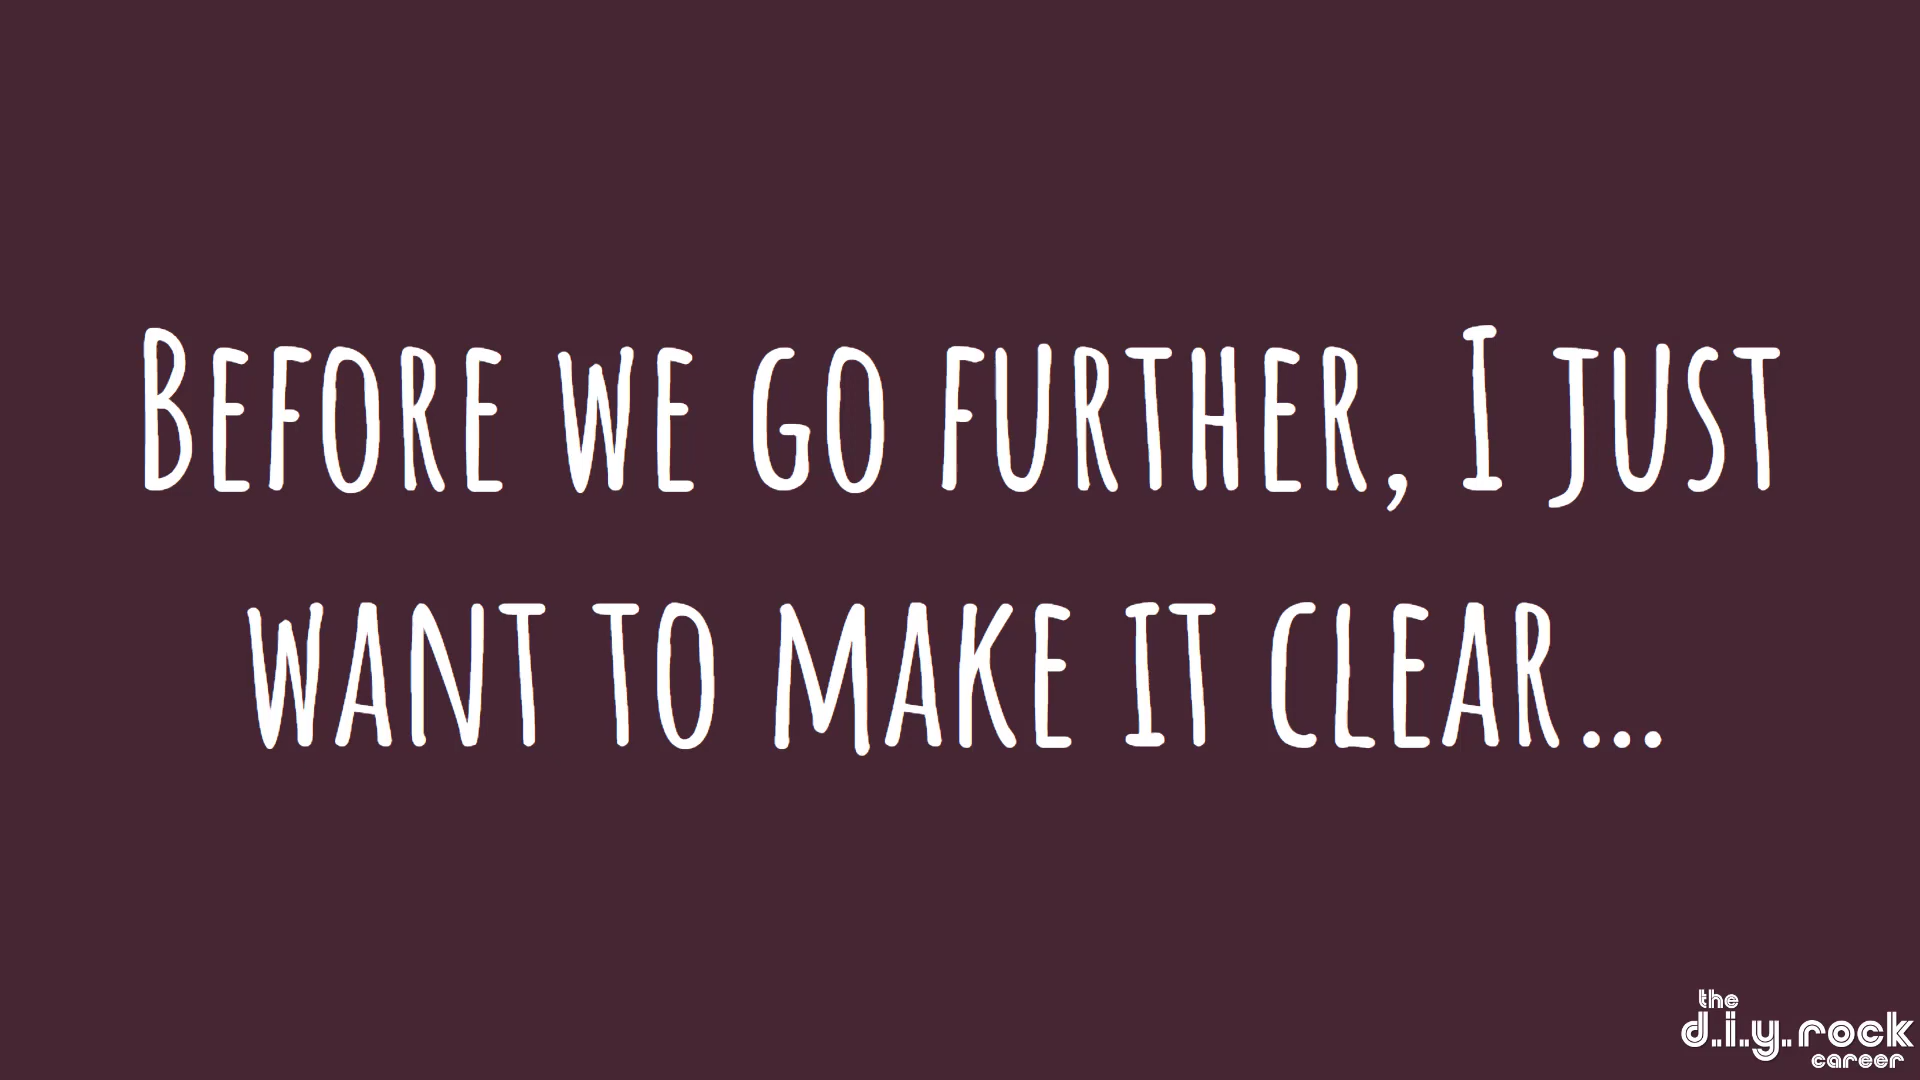 Before we go further, I just
want to make it clear...
the
d.i.y. rock
career